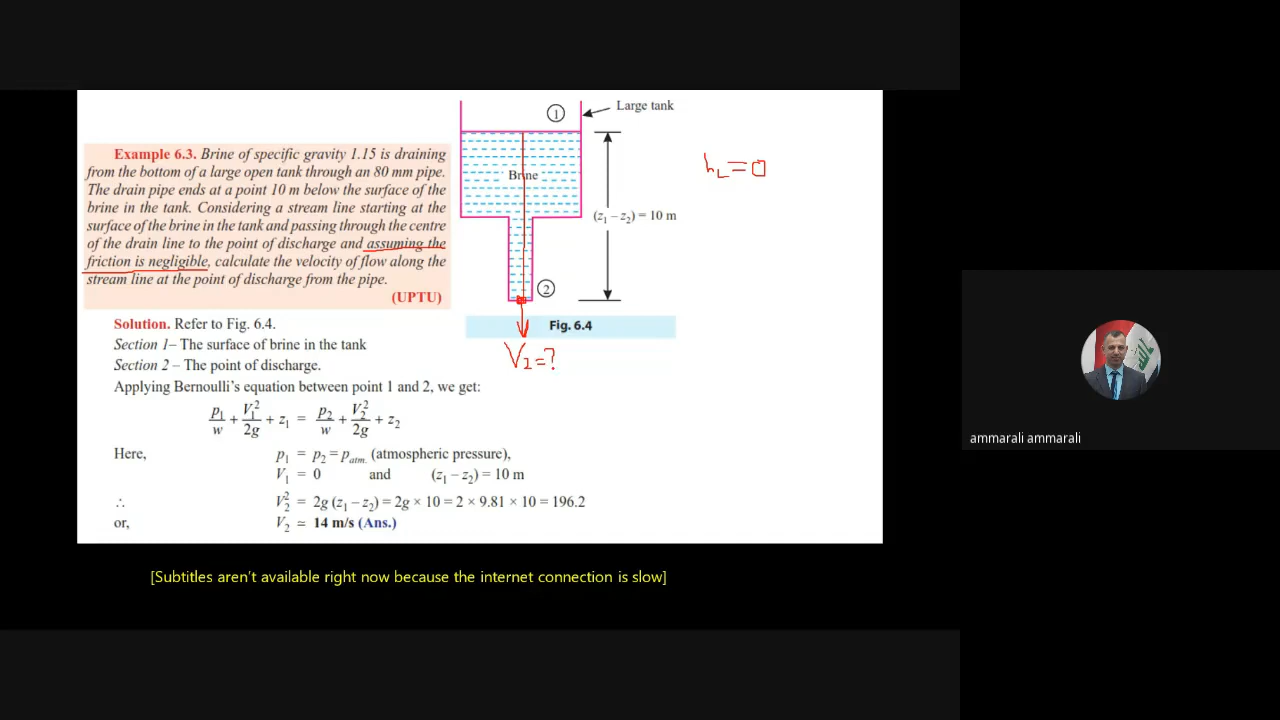 Example 6.3. Brine of specific gravity 1.15 is draining
from the bottom of a large open tank through an 80 mm pipe.
The drain pipe ends at a point 10 m below the surface of the
brine in the tank. Considering a stream line starting at the
surface of the brine in the tank and passing through the centre
of the drain line to the point of discharge and assuming the
friction is negligible, calculate the velocity of flow along the
stream line at the point of discharge from the pipe.
(UPTU)
1
Large tank
Brine
(z₁ – z₂) = 10 m
2
Fig. 6.4
h_L = 0
V₂ = ?
Solution. Refer to Fig. 6.4.
Section 1– The surface of brine in the tank
Section 2 – The point of discharge.
Applying Bernoulli's equation between point 1 and 2, we get:
p₁/w + V₁²/2g + z₁ = p₂/w + V₂²/2g + z₂
Here, p₁ = p₂ = p_atm. (atmospheric pressure),
V₁ = 0 and (z₁ – z₂) = 10 m
∴ V₂² = 2g (z₁ – z₂) = 2g × 10 = 2 × 9.81 × 10 = 196.2
or, V₂ ≃ 14 m/s (Ans.)
[Subtitles aren't available right now because the internet connection is slow]
ammarali ammarali